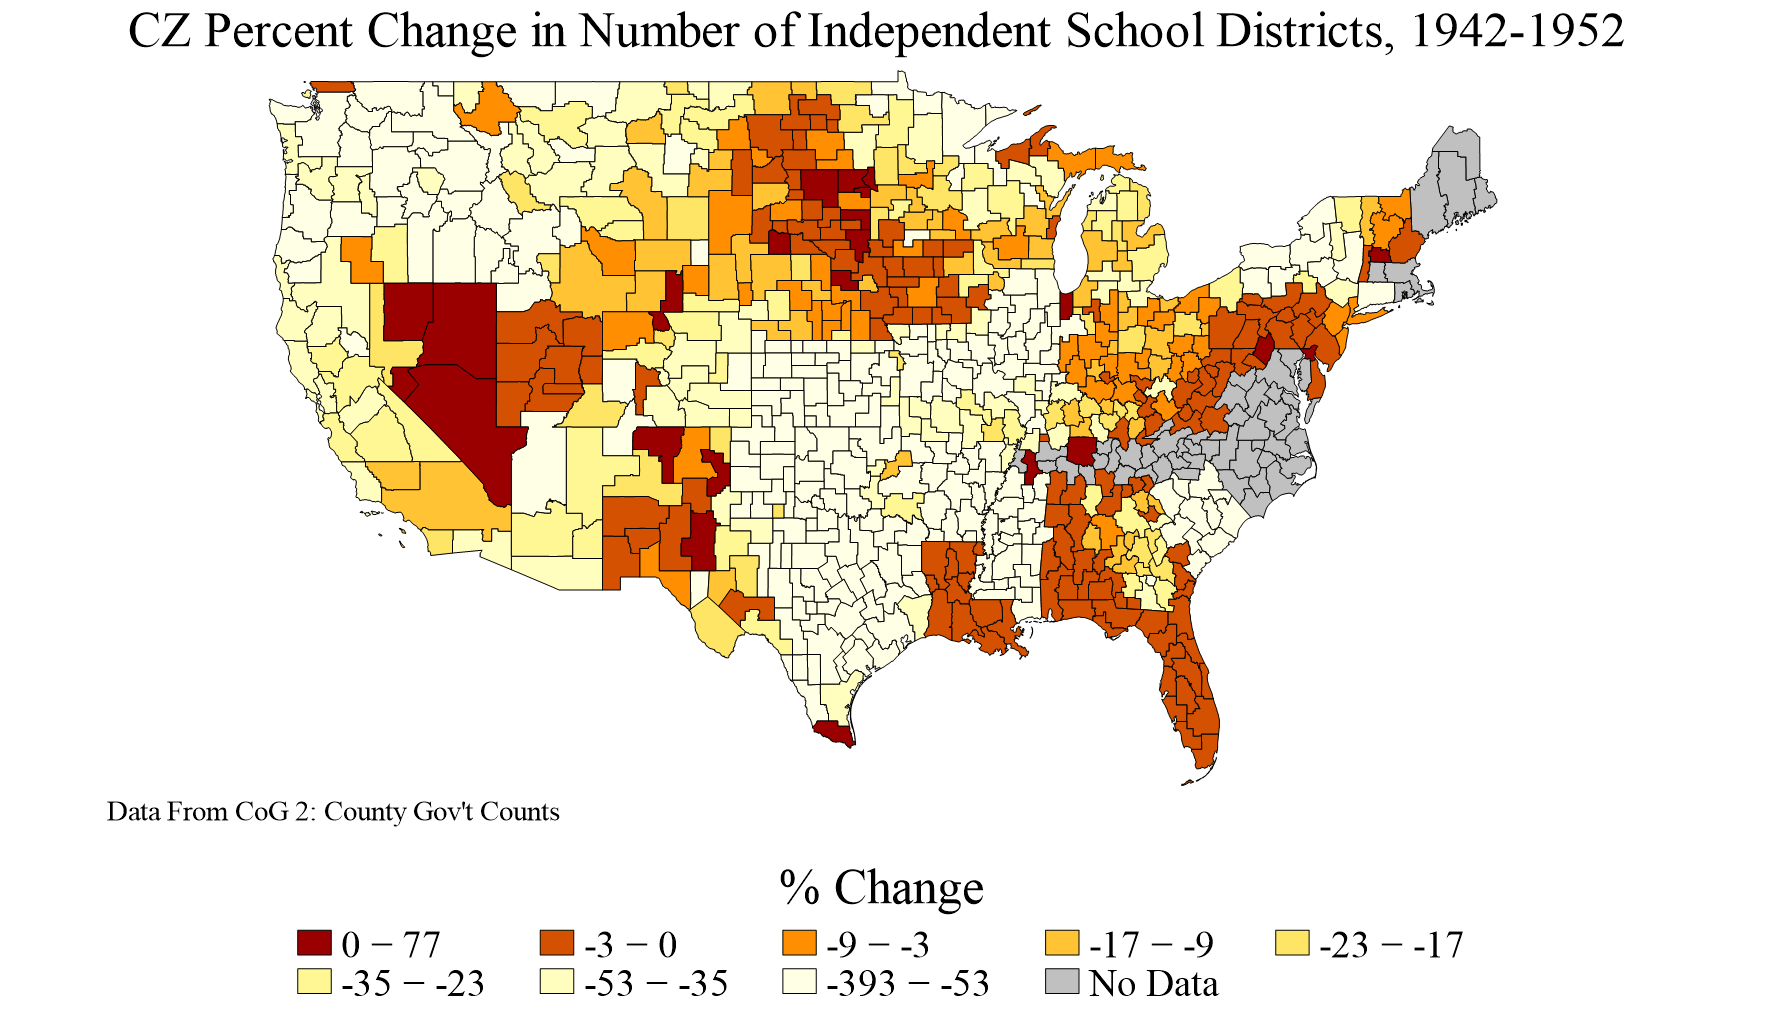 CZ Percent Change in Number of Independent School Districts, 1942-1952
Data From CoG 2: County Gov't Counts
% Change
0 – 77 -3 – 0 -9 – -3 -17 – -9 -23 – -17
-35 – -23 -53 – -35 -393 – -53 No Data